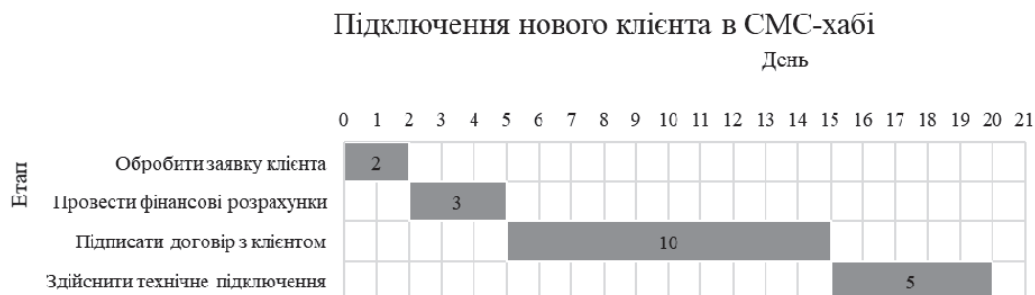 Підключення нового клієнта в СМС-хабі
День
0 1 2 3 4 5 6 7 8 9 10 11 12 13 14 15 16 17 18 19 20 21
Етап
Обробити заявку клієнта 2
Провести фінансові розрахунки 3
Підписати договір з клієнтом 10
Здійснити технічне підключення 5